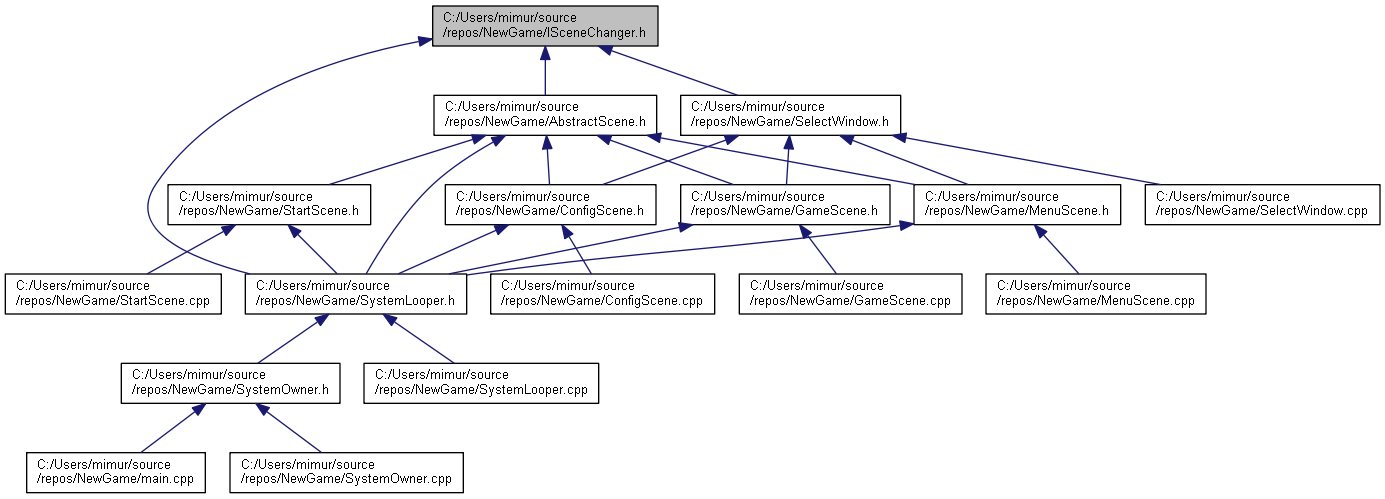 C:/Users/mimur/source
/repos/NewGame/ISceneChanger.h
C:/Users/mimur/source
/repos/NewGame/AbstractScene.h
C:/Users/mimur/source
/repos/NewGame/SelectWindow.h
C:/Users/mimur/source
/repos/NewGame/StartScene.h
C:/Users/mimur/source
/repos/NewGame/ConfigScene.h
C:/Users/mimur/source
/repos/NewGame/GameScene.h
C:/Users/mimur/source
/repos/NewGame/MenuScene.h
C:/Users/mimur/source
/repos/NewGame/SelectWindow.cpp
C:/Users/mimur/source
/repos/NewGame/StartScene.cpp
C:/Users/mimur/source
/repos/NewGame/SystemLooper.h
C:/Users/mimur/source
/repos/NewGame/ConfigScene.cpp
C:/Users/mimur/source
/repos/NewGame/GameScene.cpp
C:/Users/mimur/source
/repos/NewGame/MenuScene.cpp
C:/Users/mimur/source
/repos/NewGame/SystemOwner.h
C:/Users/mimur/source
/repos/NewGame/SystemLooper.cpp
C:/Users/mimur/source
/repos/NewGame/main.cpp
C:/Users/mimur/source
/repos/NewGame/SystemOwner.cpp